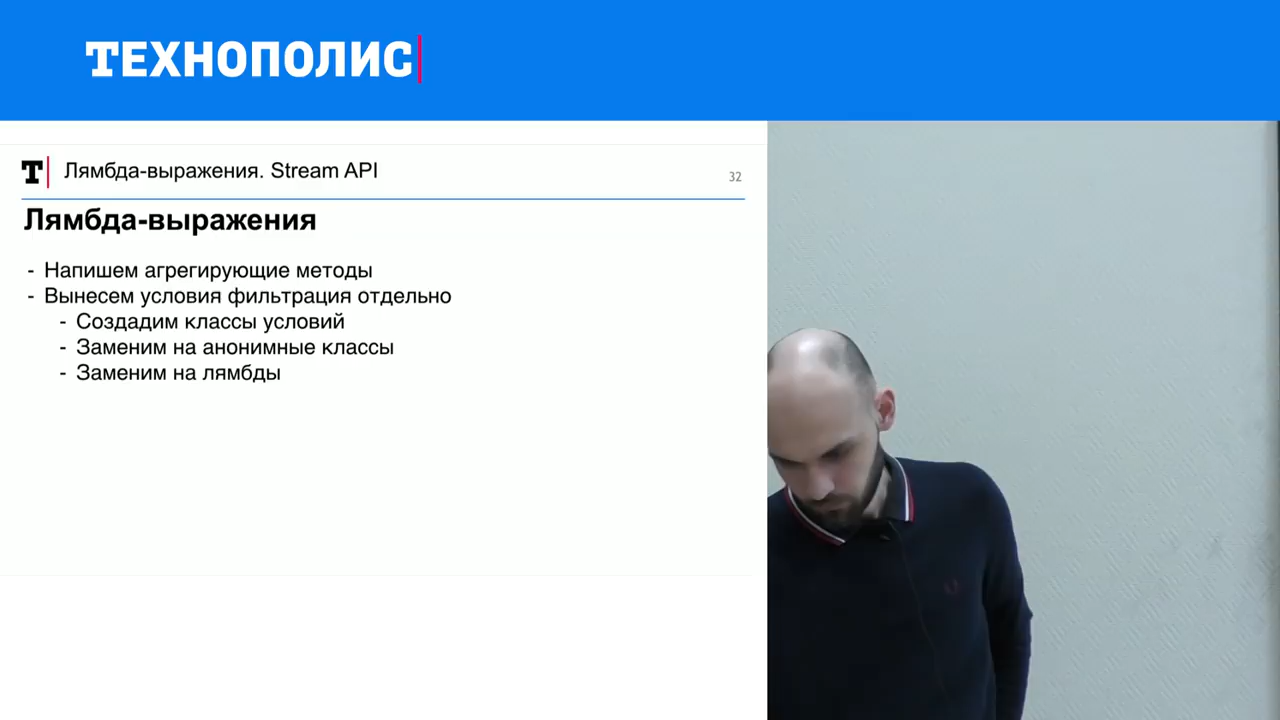 ТЕХНОПОЛИС
Т Лямбда-выражения. Stream API
32
Лямбда-выражения
- Напишем агрегирующие методы
- Вынесем условия фильтрация отдельно
- Создадим классы условий
- Заменим на анонимные классы
- Заменим на лямбды